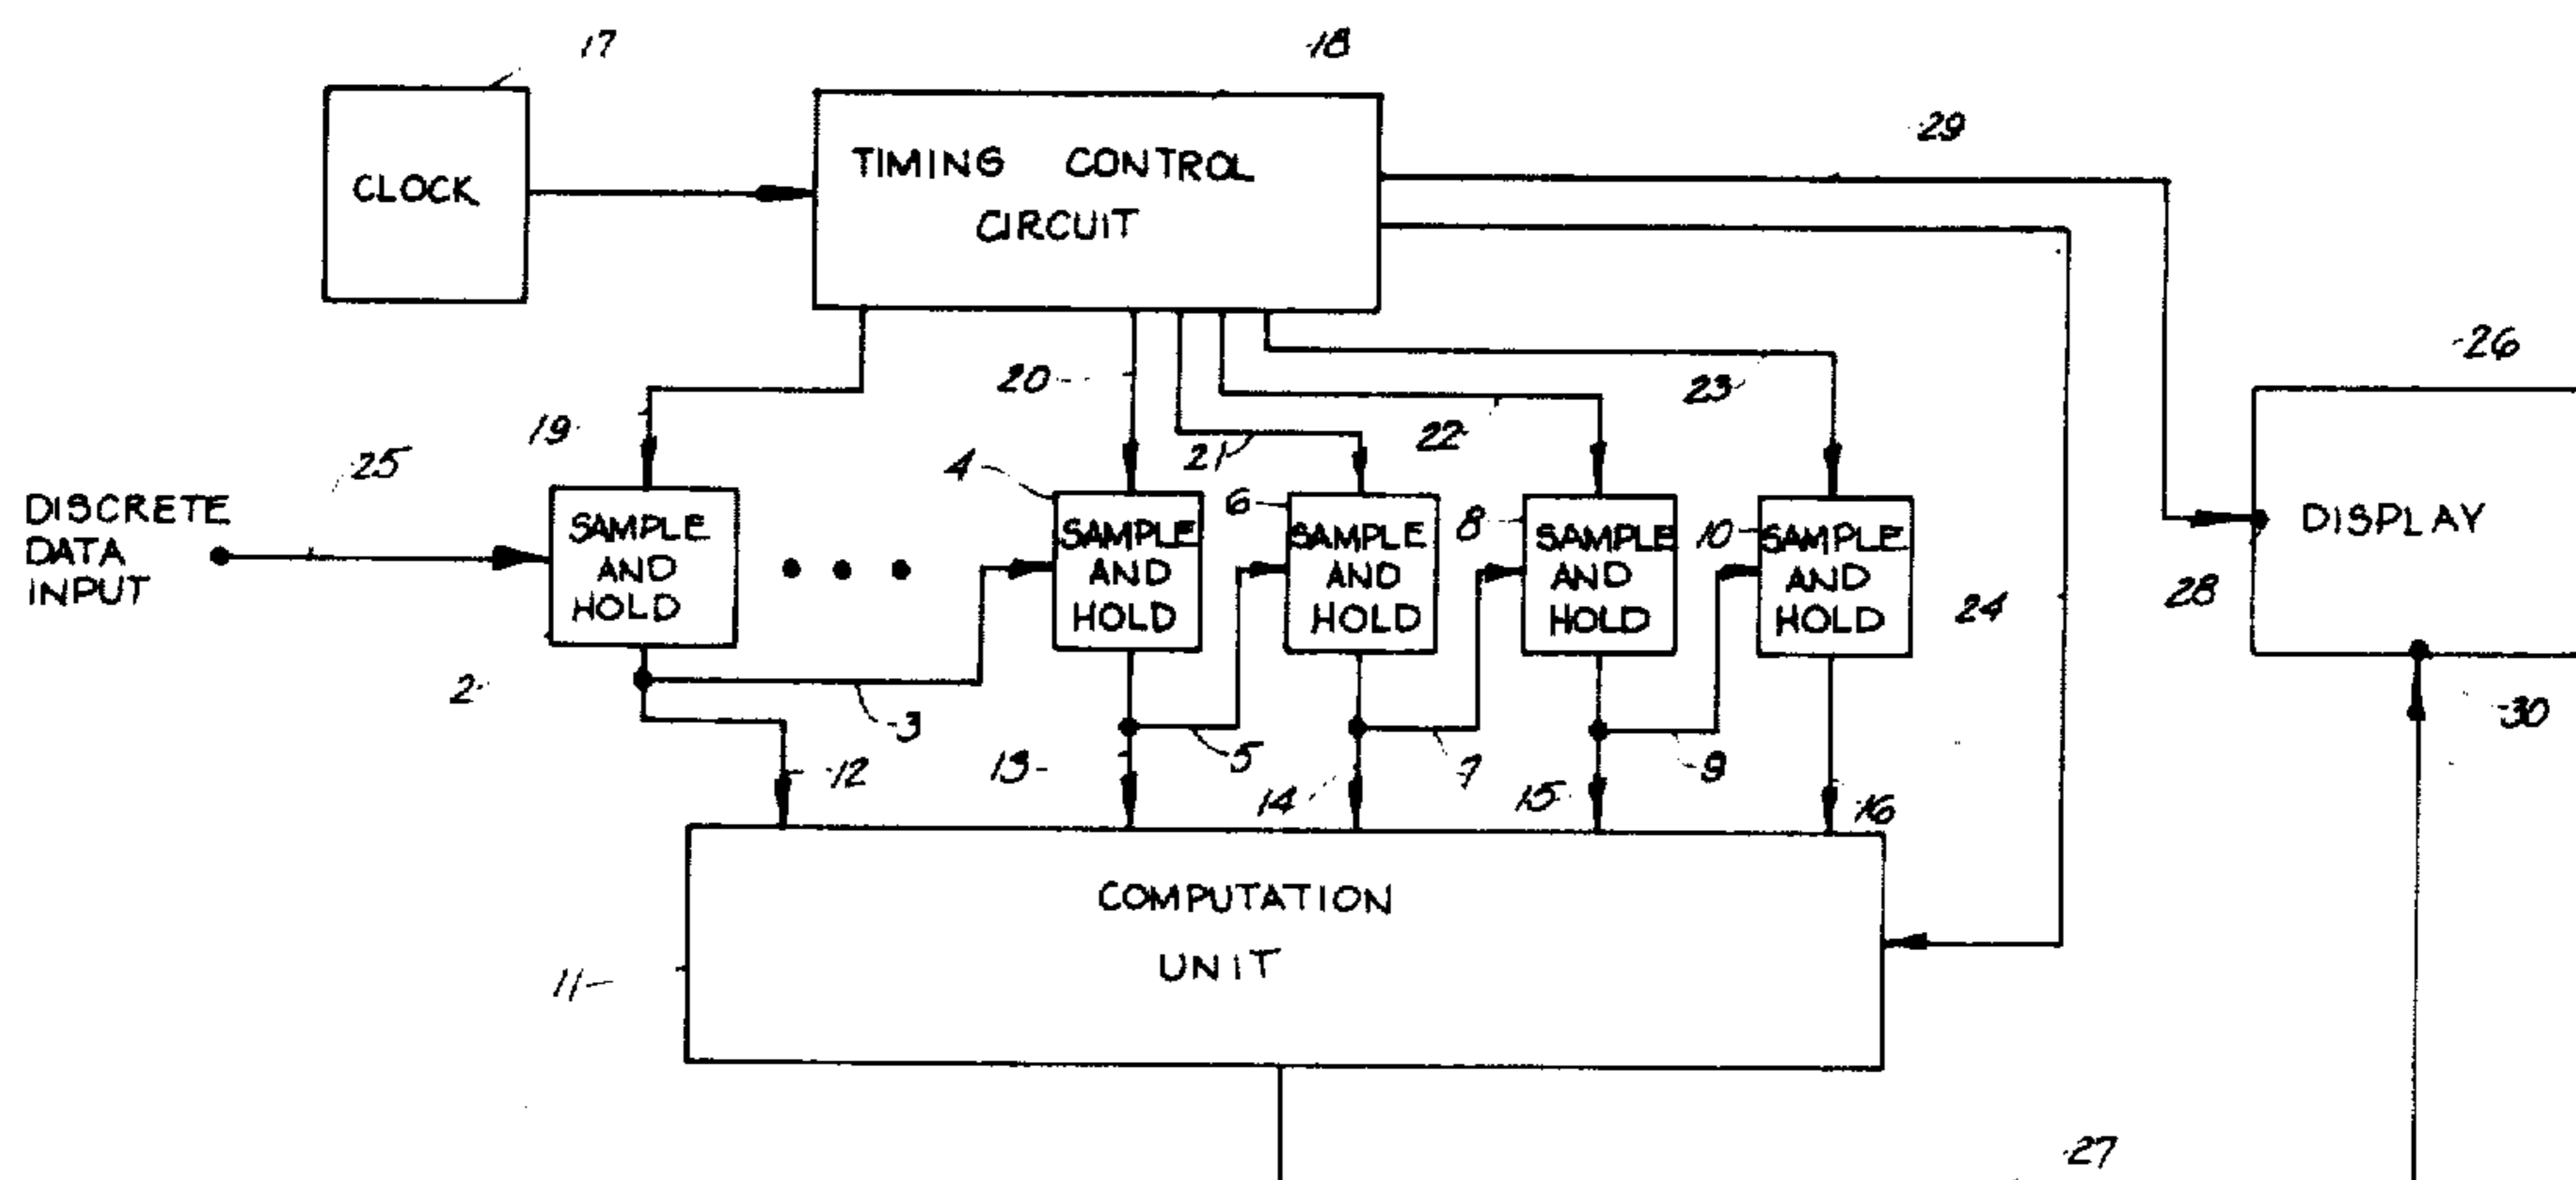 17
18
CLOCK
TIMING CONTROL
CIRCUIT
29
26
20
23
19
22
21
25
4
6
8
10
DISCRETE
DATA
INPUT
SAMPLE
AND
HOLD
SAMPLE
AND
HOLD
SAMPLE
AND
HOLD
SAMPLE
AND
HOLD
SAMPLE
AND
HOLD
DISPLAY
24
28
2
3
5
7
9
30
12
13
14
15
16
COMPUTATION
UNIT
11
27